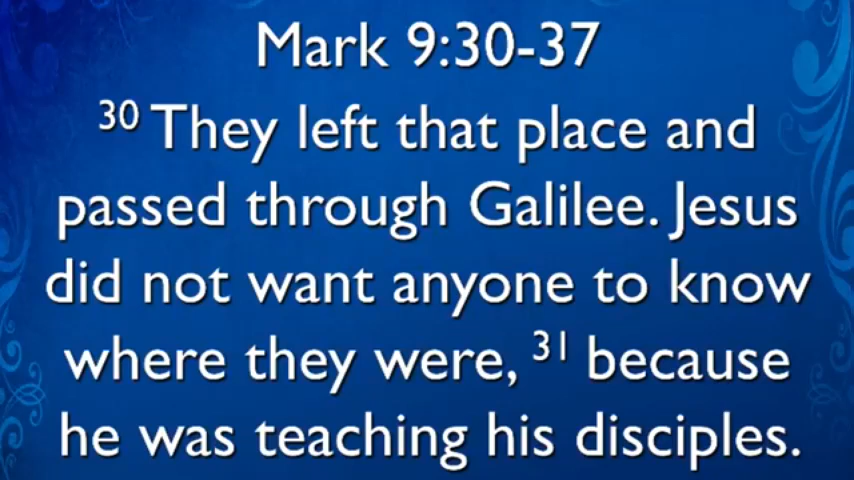 Mark 9:30-37
30 They left that place and
passed through Galilee. Jesus
did not want anyone to know
where they were, 31 because
he was teaching his disciples.